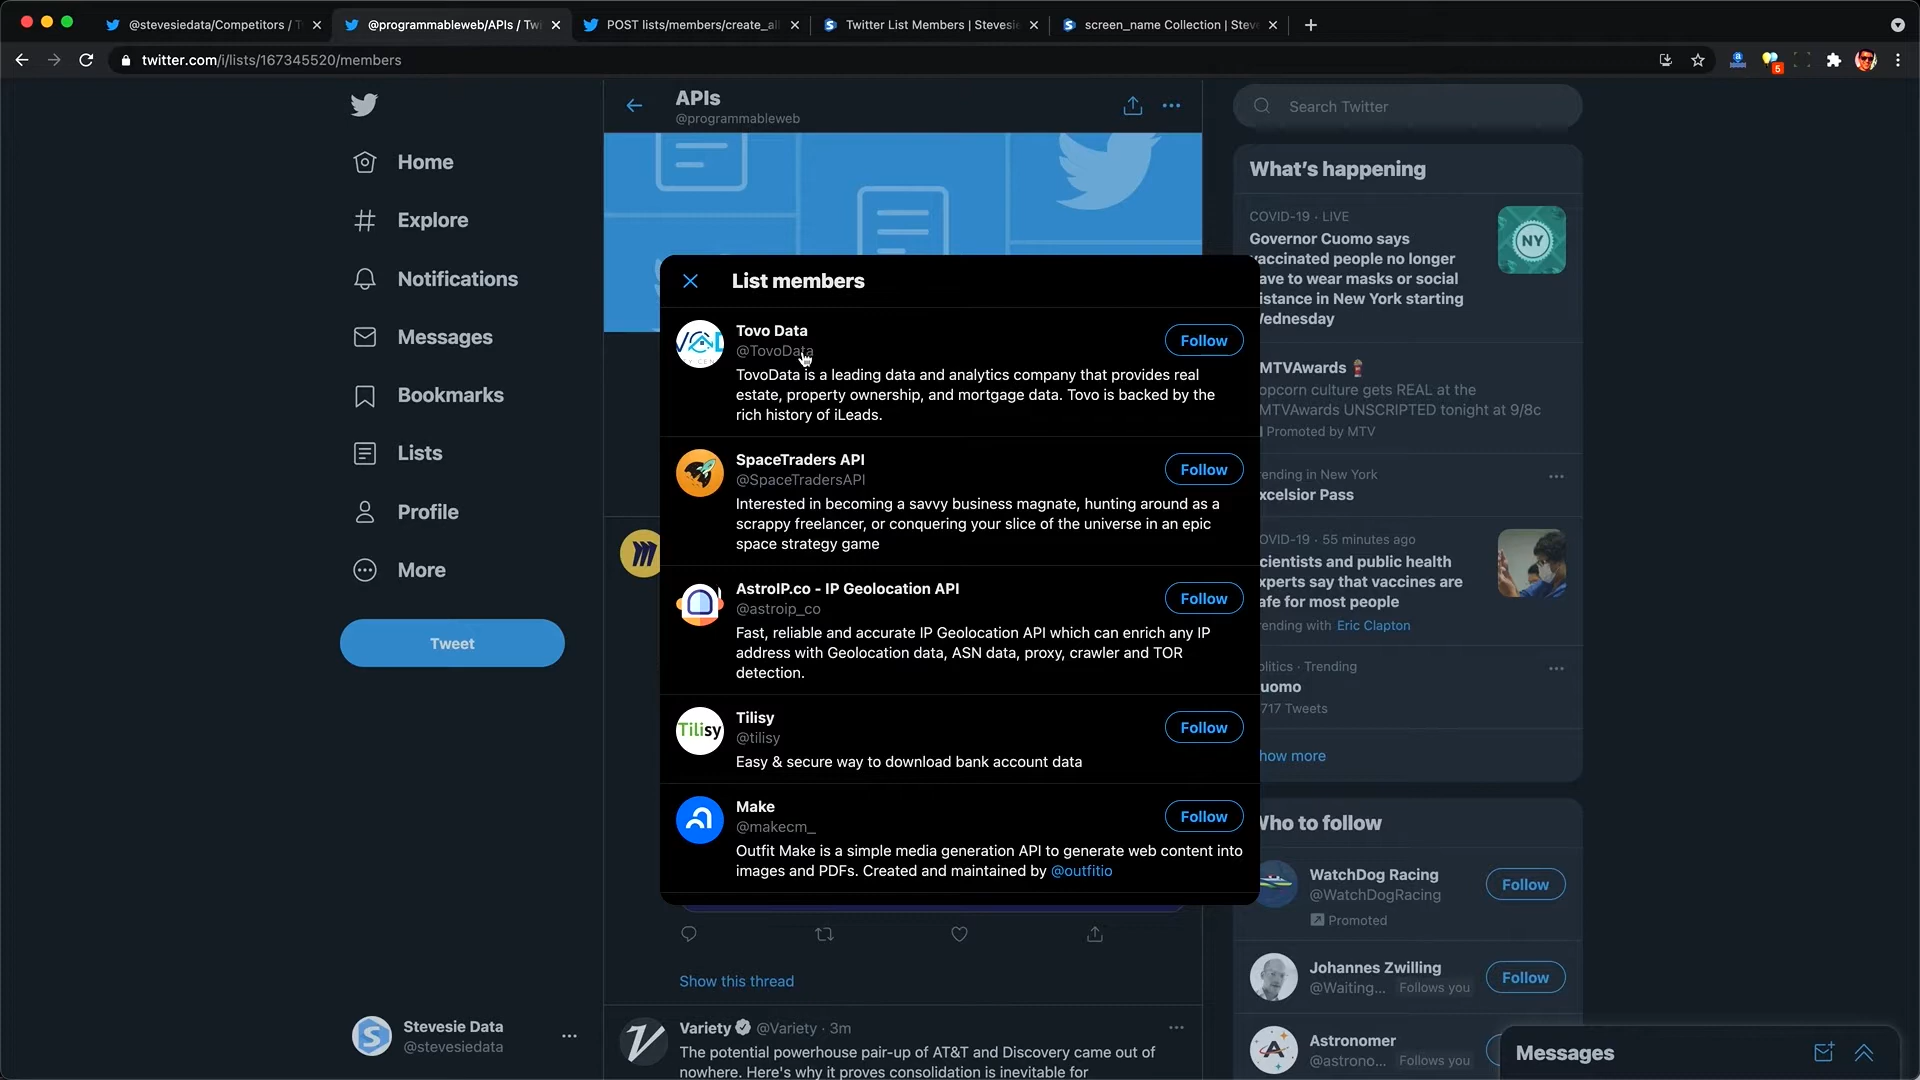 @stevesiedata/Competitors / T
@programmableweb/APIs / Twi
POST lists/members/create_al
Twitter List Members | Stevesie
screen_name Collection | Steve
twitter.com/i/lists/167345520/members
5
APIs
@programmableweb
Search Twitter
Home
Explore
Notifications
Messages
Bookmarks
Lists
Profile
More
Tweet
Stevesie Data
@stevesiedata
List members
Tovo Data
@TovoData
Follow
TovoData is a leading data and analytics company that provides real
estate, property ownership, and mortgage data. Tovo is backed by the
rich history of iLeads.
SpaceTraders API
@SpaceTradersAPI
Follow
Interested in becoming a savvy business magnate, hunting around as a
scrappy freelancer, or conquering your slice of the universe in an epic
space strategy game
AstroIP.co - IP Geolocation API
@astroip_co
Follow
Fast, reliable and accurate IP Geolocation API which can enrich any IP
address with Geolocation data, ASN data, proxy, crawler and TOR
detection.
Tilisy
Tilisy
@tilisy
Follow
Easy & secure way to download bank account data
Make
@makecm_
Follow
Outfit Make is a simple media generation API to generate web content into
images and PDFs. Created and maintained by @outfitio
Show this thread
Variety @Variety · 3m
The potential powerhouse pair-up of AT&T and Discovery came out of
nowhere. Here's why it proves consolidation is inevitable for
What's happening
COVID-19 · LIVE
Governor Cuomo says
vaccinated people no longer
ave to wear masks or social
istance in New York starting
Wednesday
NY
MTVAwards
opcorn culture gets REAL at the
MTVAwards UNSCRIPTED tonight at 9/8c
Promoted by MTV
rending in New York
xcelsior Pass
OVID-19 · 55 minutes ago
cientists and public health
xperts say that vaccines are
afe for most people
ending with Eric Clapton
olitics · Trending
uomo
717 Tweets
how more
Who to follow
WatchDog Racing
@WatchDogRacing
Promoted
Follow
Johannes Zwilling
@Waiting... Follows you
Follow
Astronomer
@astrono... Follows you
Messages